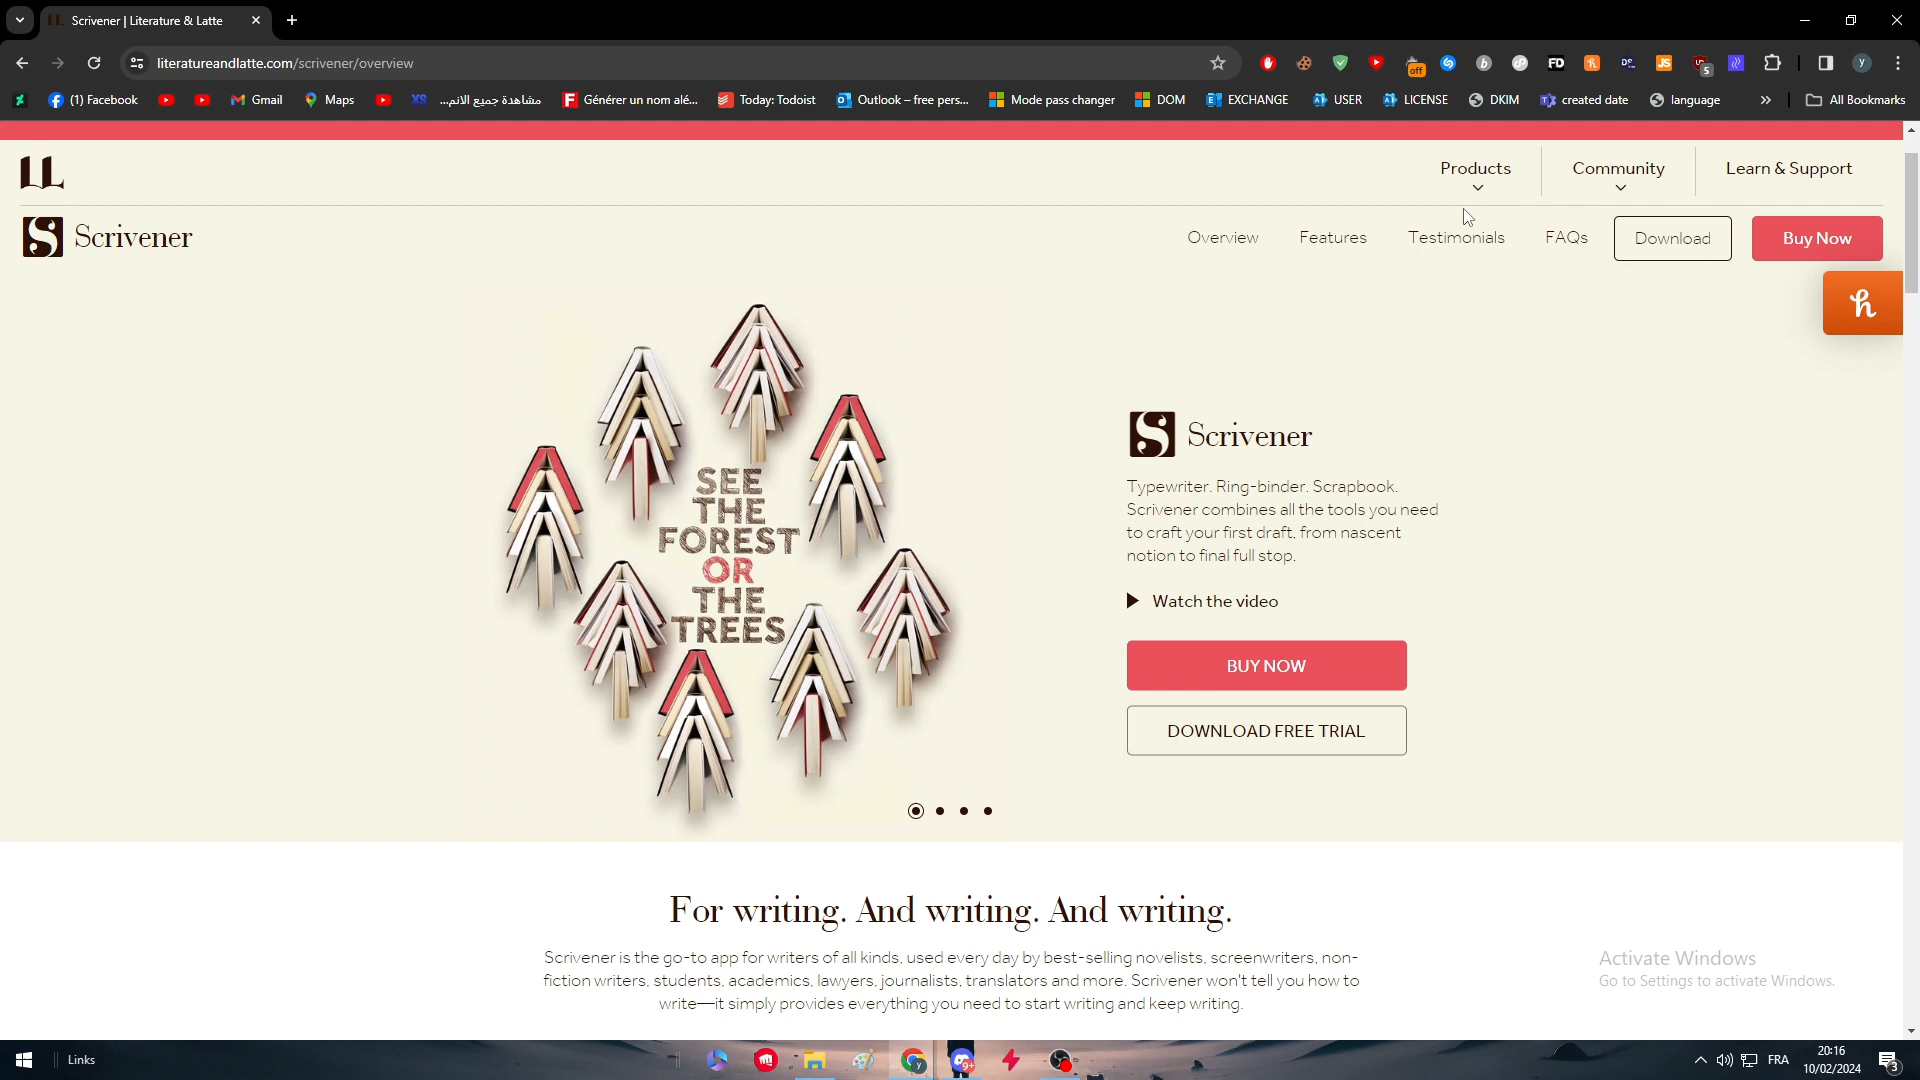 Scrivener | Literature & Latte
literatureandlatte.com/scrivener/overview
off
FD
JS
5
y
(1) Facebook
Gmail
Maps
XS
مشاهدة جميع الانم...
Générer un nom alé...
Today: Todoist
Outlook – free pers...
Mode pass changer
DOM
EXCHANGE
USER
LICENSE
DKIM
created date
language
All Bookmarks
LL
Products
Community
Learn & Support
S Scrivener
Overview
Features
Testimonials
FAQs
Download
Buy Now
h
SEE
THE
FOREST
OR
THE
TREES
S Scrivener
Typewriter. Ring-binder. Scrapbook.
Scrivener combines all the tools you need
to craft your first draft, from nascent
notion to final full stop.
Watch the video
BUY NOW
DOWNLOAD FREE TRIAL
For writing. And writing. And writing.
Scrivener is the go-to app for writers of all kinds, used every day by best-selling novelists, screenwriters, non-
fiction writers, students, academics, lawyers, journalists, translators and more. Scrivener won't tell you how to
write—it simply provides everything you need to start writing and keep writing.
Activate Windows
Go to Settings to activate Windows.
Links
9+
FRA
20:16
10/02/2024
3